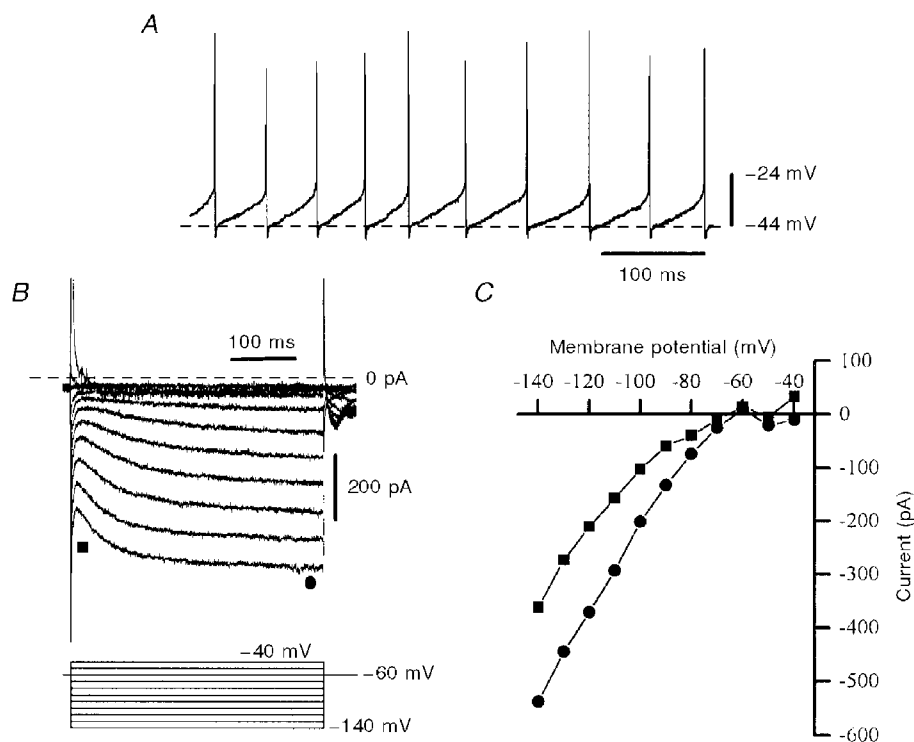 A
−24 mV
−44 mV
100 ms
B
100 ms
0 pA
200 pA
−40 mV
−60 mV
−140 mV
C
Membrane potential (mV)
-140 -120 -100 -80 -60 -40
100
0
-100
-200
-300
-400
-500
-600
Current (pA)